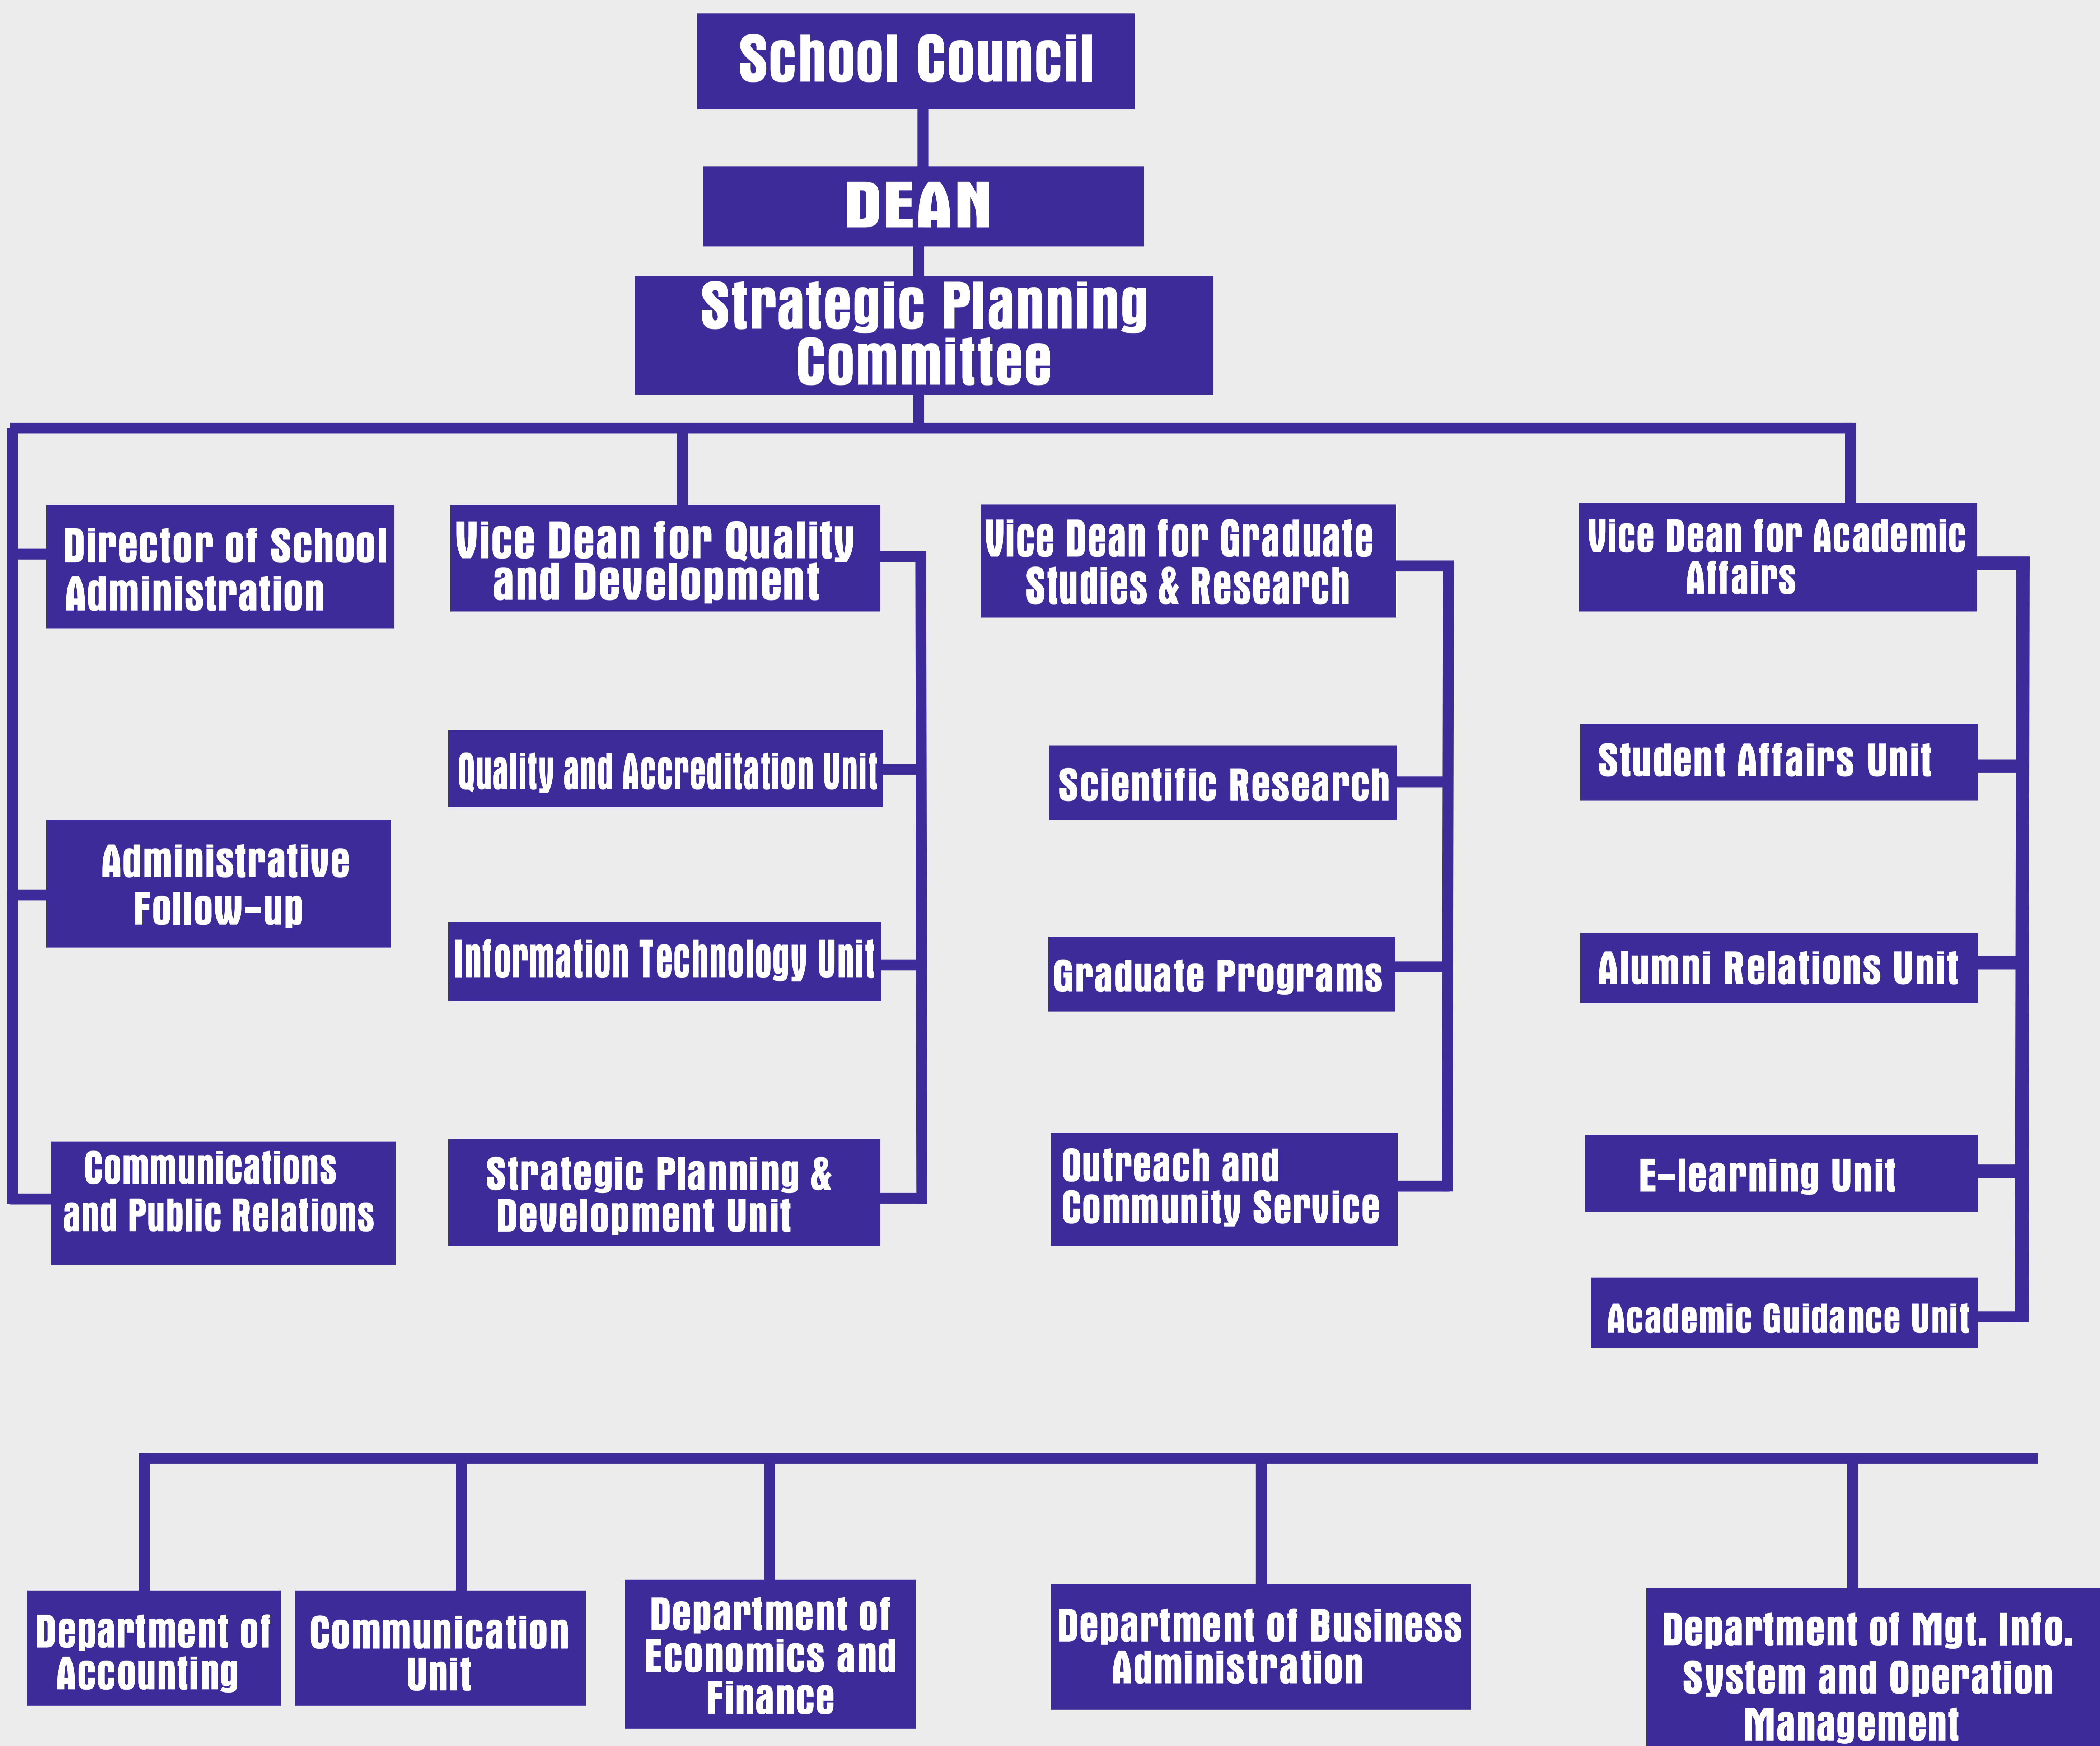 School Council
DEAN
Strategic Planning
Committee
Director of School
Administration
Vice Dean for Quality
and Development
Vice Dean for Graduate
Studies & Research
Vice Dean for Academic
Affairs
Quality and Accreditation Unit
Scientific Research
Student Affairs Unit
Administrative
Follow-up
Information Technology Unit
Graduate Programs
Alumni Relations Unit
Communications
and Public Relations
Strategic Planning &
Development Unit
Outreach and
Community Service
E-learning Unit
Academic Guidance Unit
Department of
Accounting
Communication
Unit
Department of
Economics and
Finance
Department of Business
Administration
Department of Mgt. Info.
System and Operation
Management